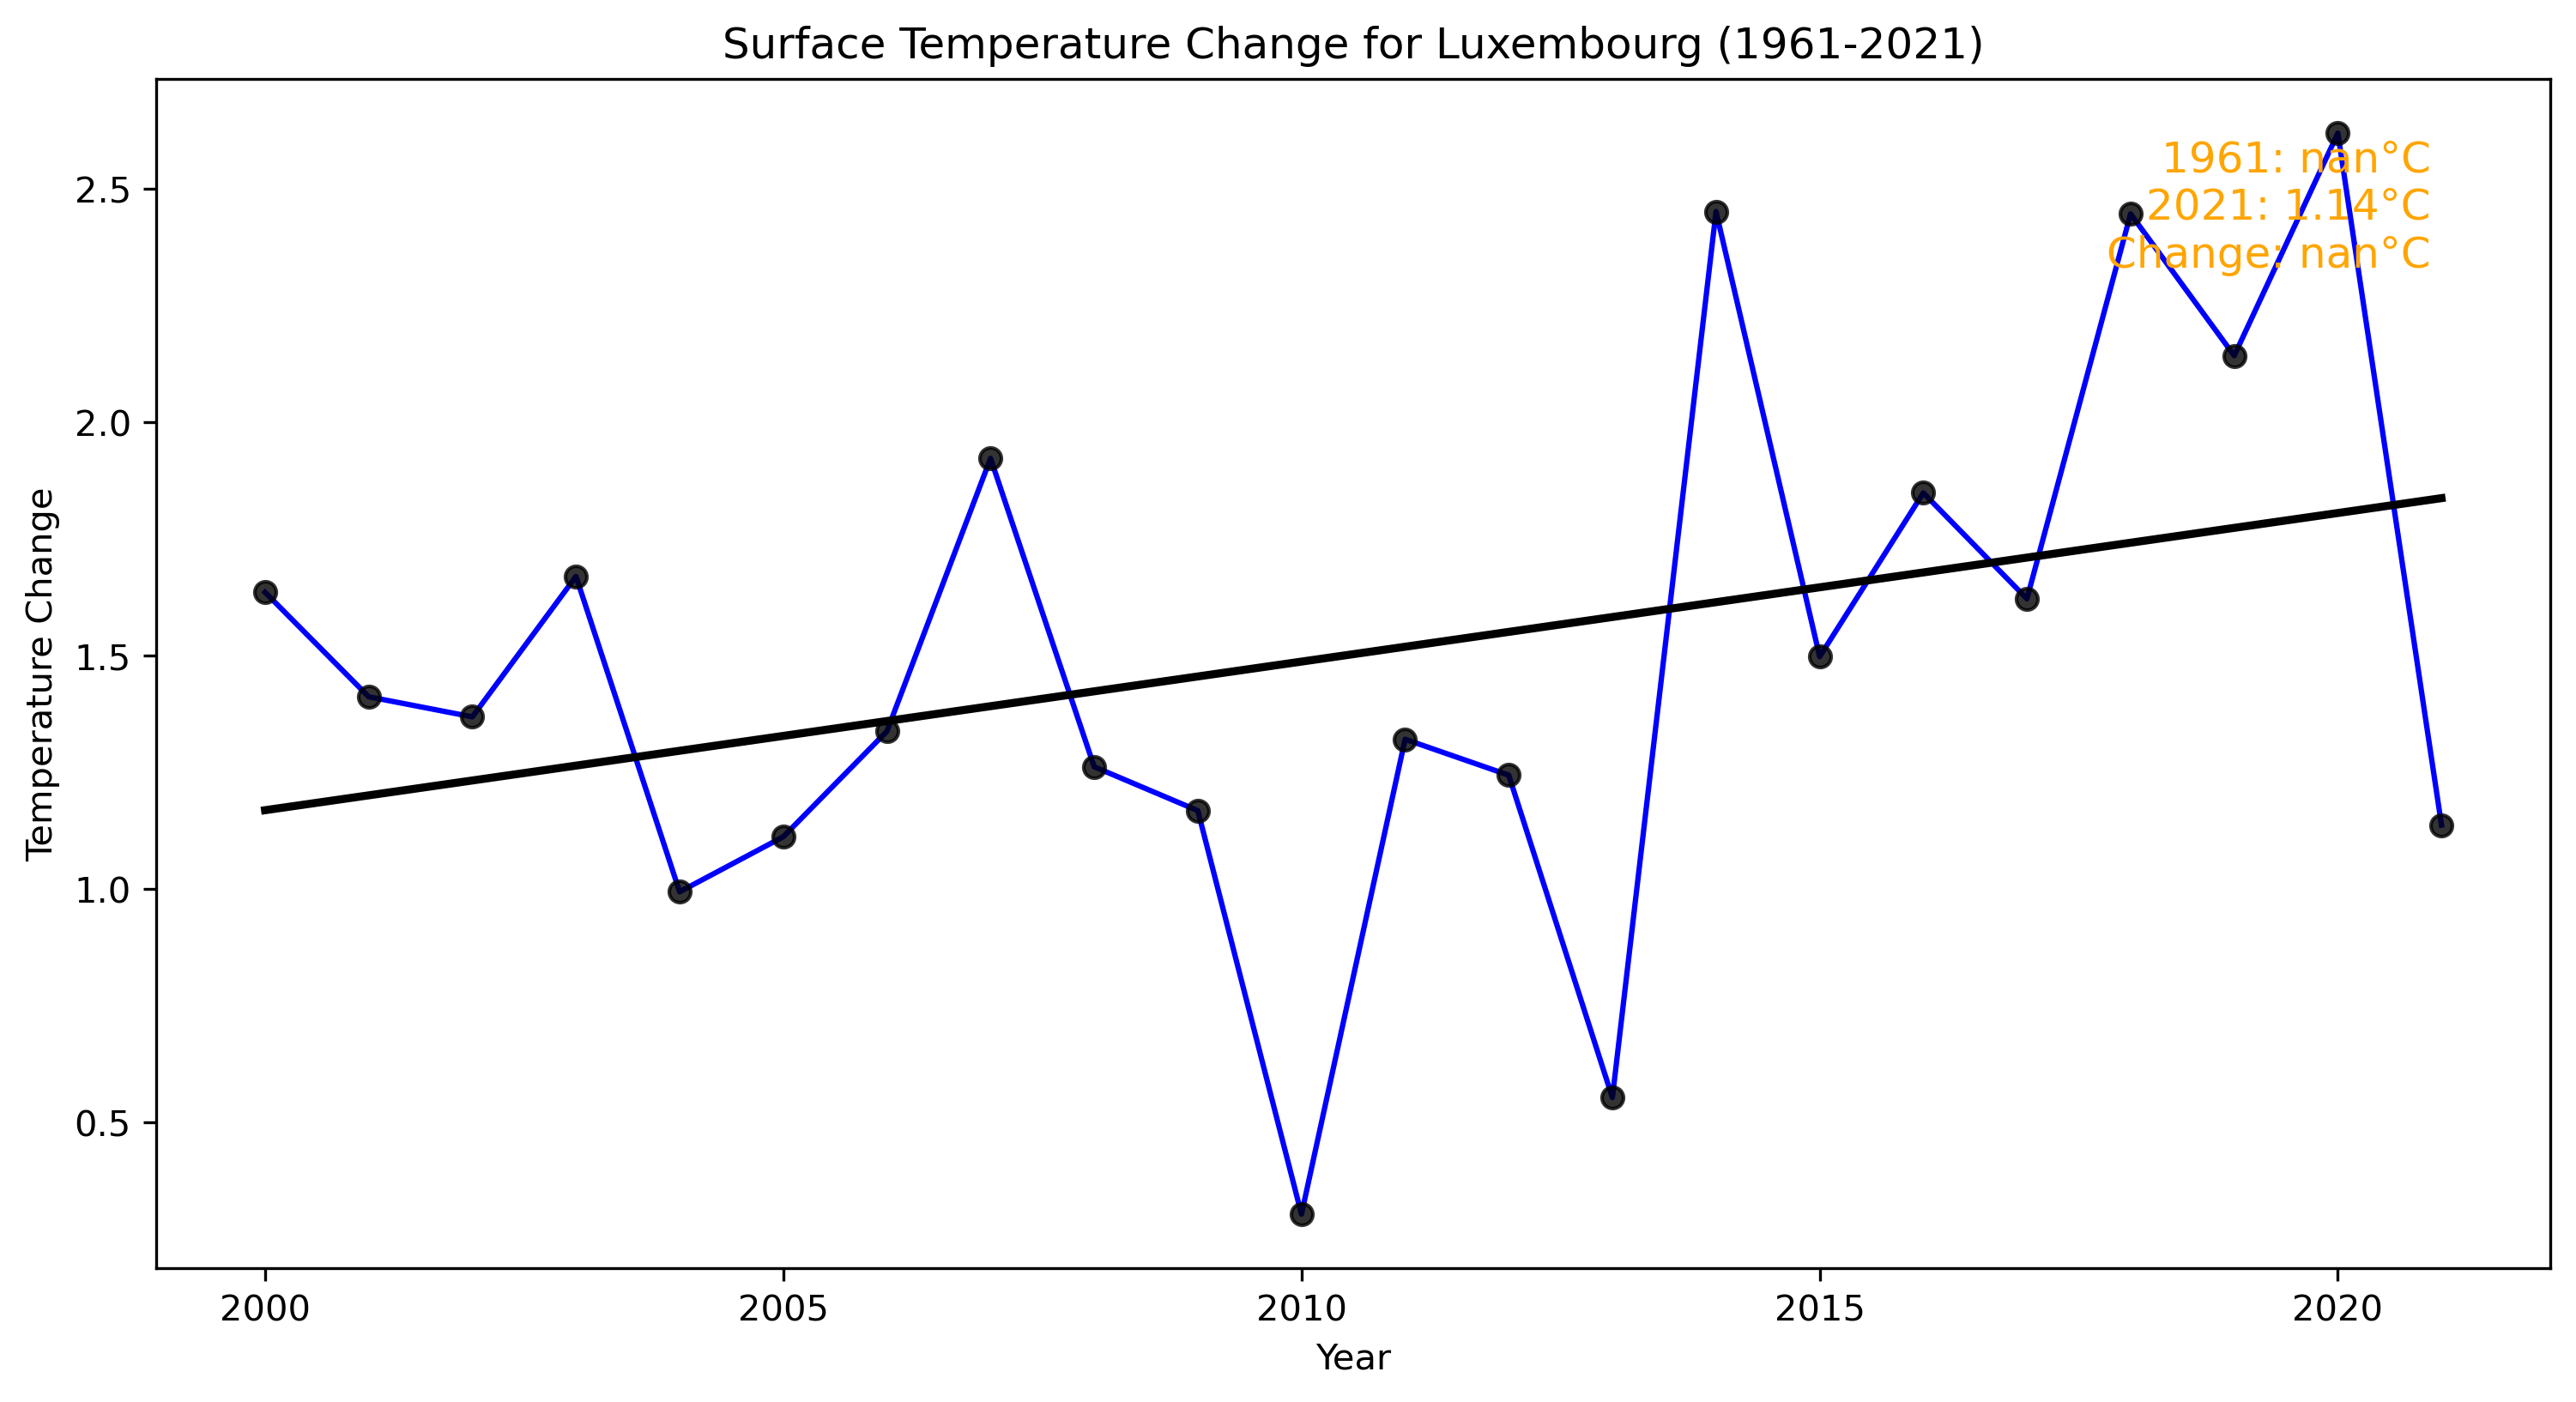 Surface Temperature Change for Luxembourg (1961-2021)
1961: nan°C
2021: 1.14°C
Change: nan°C
Temperature Change
2.5
2.0
1.5
1.0
0.5
2000
2005
2010
2015
2020
Year